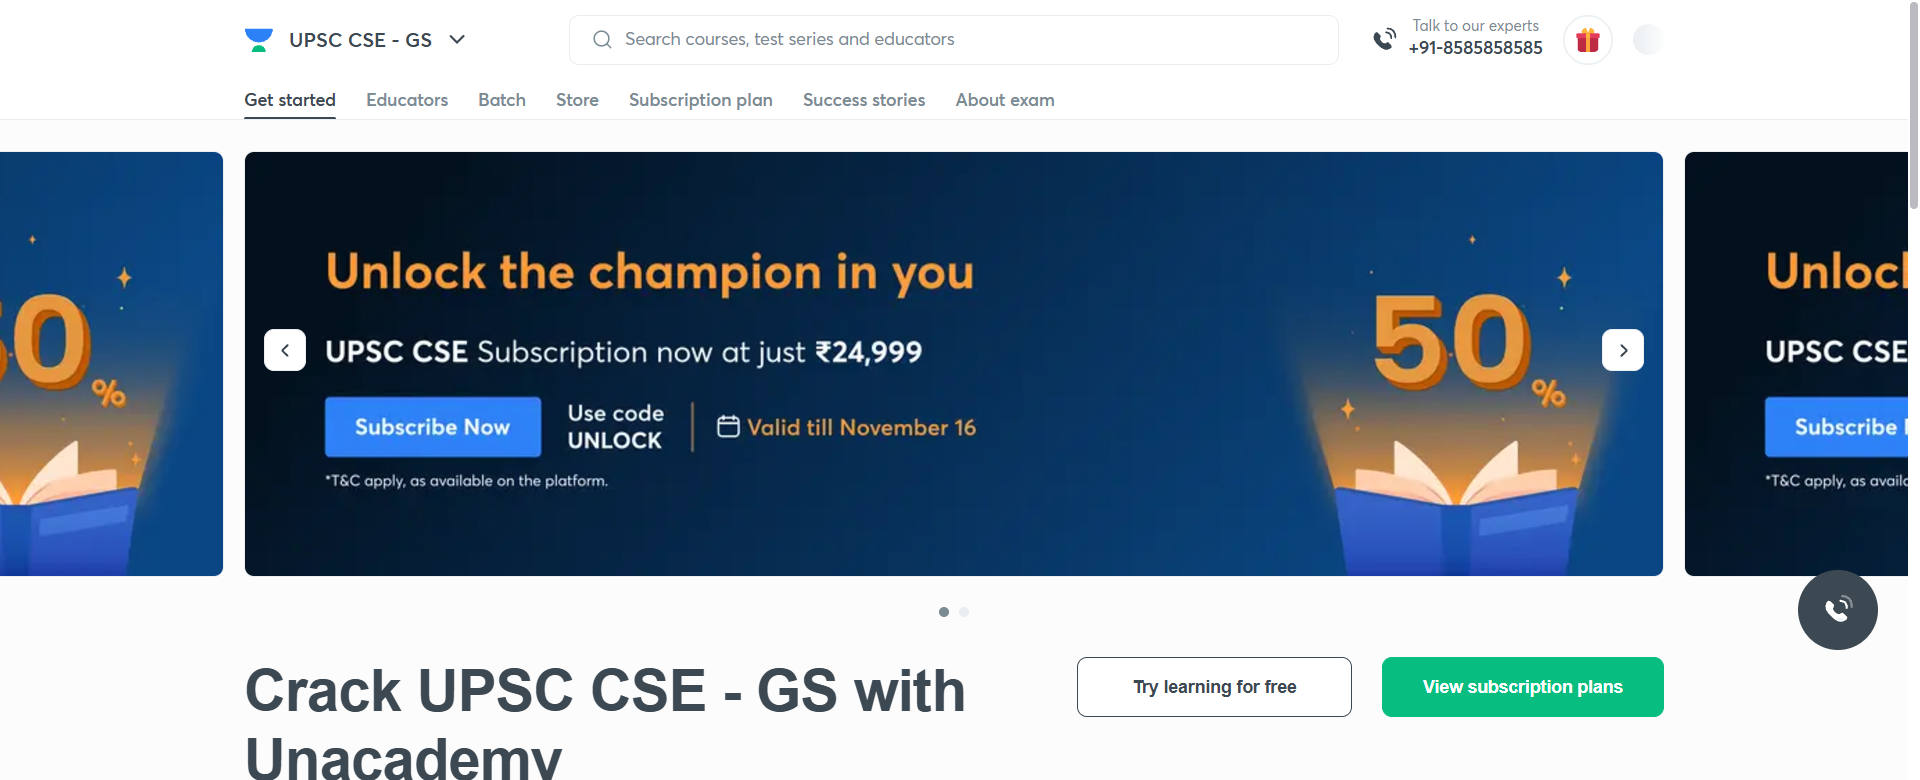 UPSC CSE - GS
Search courses, test series and educators
Talk to our experts
+91-8585858585
Get started
Educators
Batch
Store
Subscription plan
Success stories
About exam
50
%
Unlock the champion in you
UPSC CSE Subscription now at just ₹24,999
Subscribe Now
Use code
UNLOCK
Valid till November 16
*T&C apply, as available on the platform.
50
%
Unlock
UPSC CSE
Subscribe
*T&C apply, as
Crack UPSC CSE - GS with
Unacademy
Try learning for free
View subscription plans